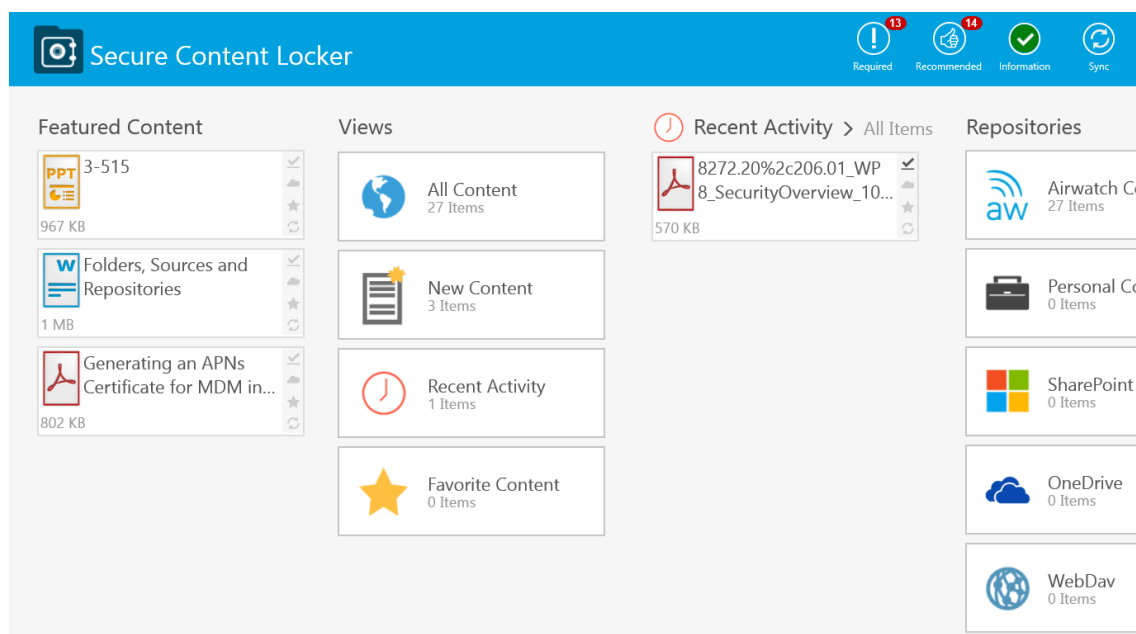 Secure Content Locker
13
Required
14
Recommended
Information
Sync
Featured Content
PPT
3-515
967 KB
W
Folders, Sources and
Repositories
1 MB
Generating an APNs
Certificate for MDM in...
802 KB
Views
All Content
27 Items
New Content
3 Items
Recent Activity
1 Items
Favorite Content
0 Items
Recent Activity > All Items
8272.20%2c206.01_WP
8_SecurityOverview_10...
570 KB
Repositories
aw
Airwatch Co
27 Items
Personal Co
0 Items
SharePoint
0 Items
OneDrive
0 Items
WebDav
0 Items